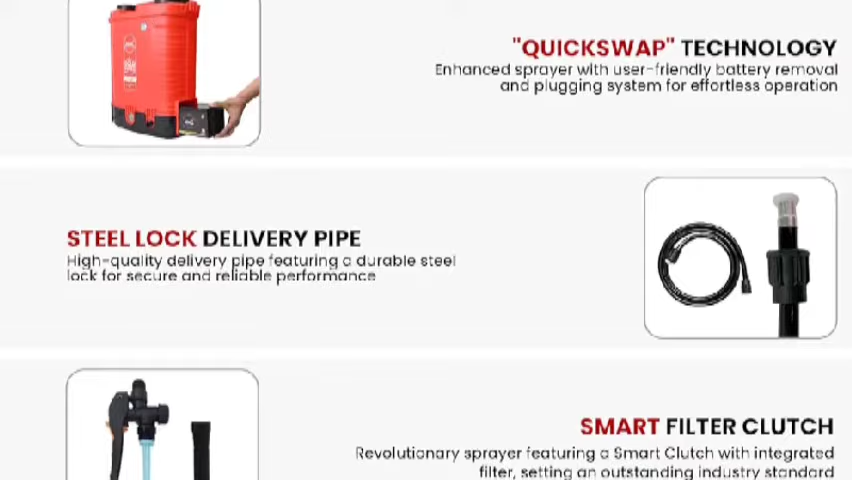 "QUICKSWAP" TECHNOLOGY
Enhanced sprayer with user-friendly battery removal
and plugging system for effortless operation
STEEL LOCK DELIVERY PIPE
High-quality delivery pipe featuring a durable steel
lock for secure and reliable performance
SMART FILTER CLUTCH
Revolutionary sprayer featuring a Smart Clutch with integrated
filter, setting an outstanding industry standard